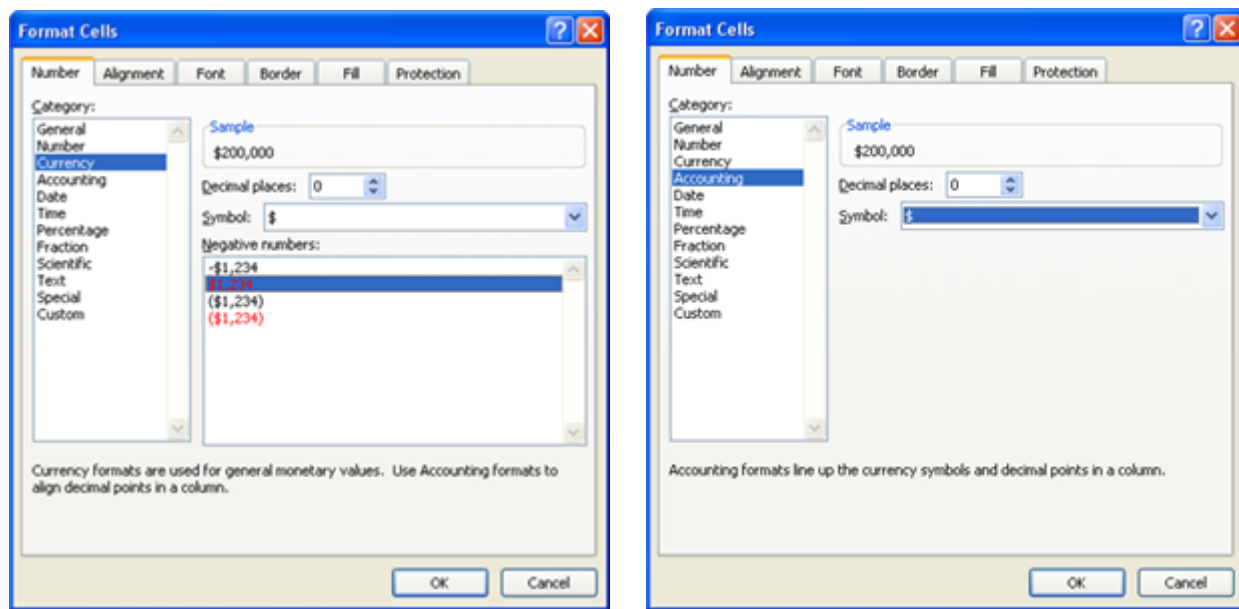 Format Cells
Number Alignment Font Border Fill Protection
Category:
General
Number
Currency
Accounting
Date
Time
Percentage
Fraction
Scientific
Text
Special
Custom
Sample
$200,000
Decimal places: 0
Symbol: $
Negative numbers:
-$1,234
$1,234
($1,234)
($1,234)
Currency formats are used for general monetary values. Use Accounting formats to
align decimal points in a column.
OK Cancel
Format Cells
Number Alignment Font Border Fill Protection
Category:
General
Number
Currency
Accounting
Date
Time
Percentage
Fraction
Scientific
Text
Special
Custom
Sample
$200,000
Decimal places: 0
Symbol: $
Accounting formats line up the currency symbols and decimal points in a column.
OK Cancel